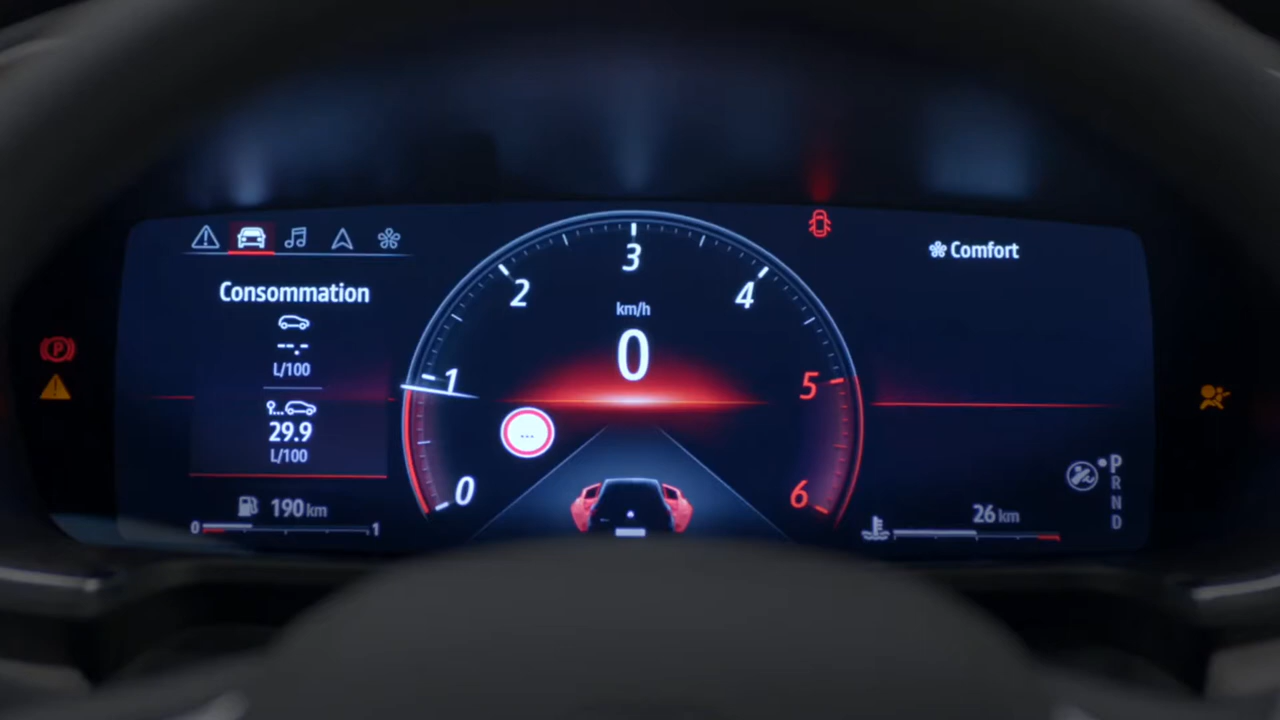 Consommation
--.-
L/100
29.9
L/100
190 km
0 1
0
1
2
3
4
5
6
km/h
0
...
Comfort
26 km
P
R
N
D
P